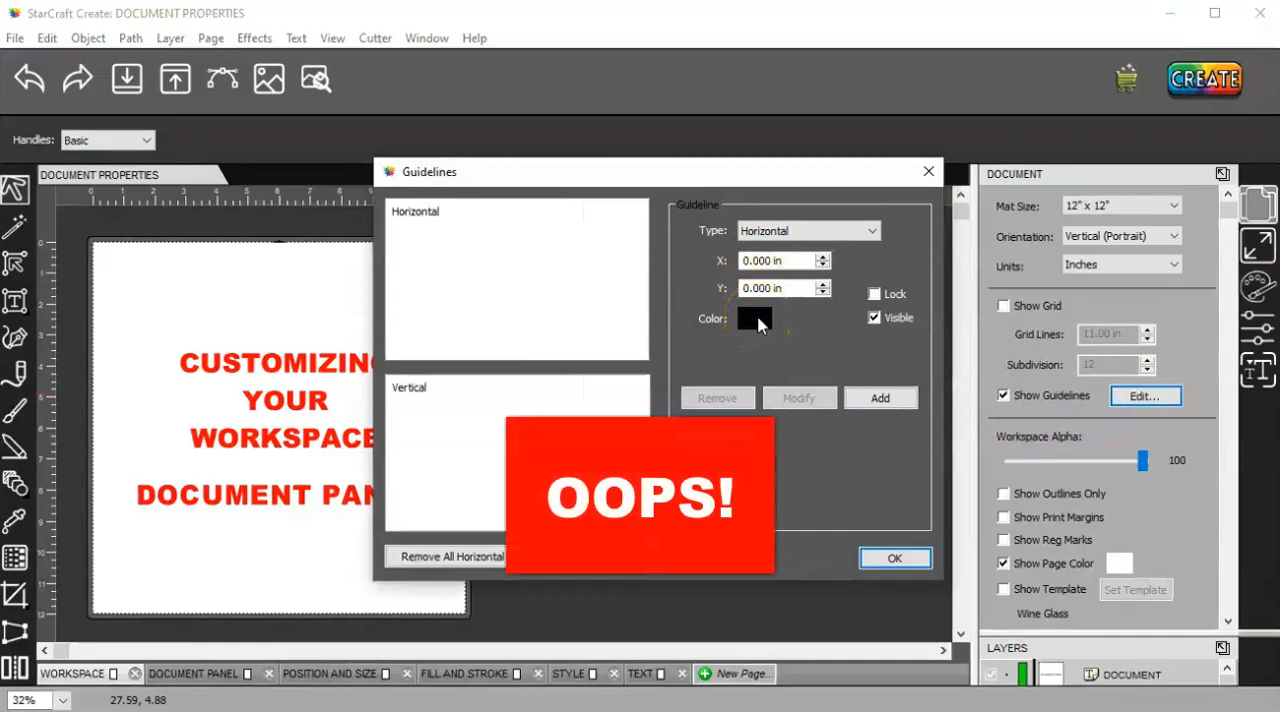 StarCraft Create: DOCUMENT PROPERTIES
File Edit Object Path Layer Page Effects Text View Cutter Window Help
CREATE
Handles: Basic
DOCUMENT PROPERTIES
CUSTOMIZING
YOUR
WORKSPACE
DOCUMENT PAN
Guidelines
Horizontal
Vertical
Remove All Horizontal
Guideline
Type: Horizontal
X: 0.000 in
Y: 0.000 in
Lock
Color:
Visible
Remove Modify Add
OOPS!
OK
DOCUMENT
Mat Size: 12" x 12"
Orientation: Vertical (Portrait)
Units: Inches
Show Grid
Grid Lines: 11.00 in
Subdivision: 12
Show Guidelines Edit...
Workspace Alpha:
100
Show Outlines Only
Show Print Margins
Show Reg Marks
Show Page Color
Show Template Set Template
Wine Glass
LAYERS
DOCUMENT
WORKSPACE DOCUMENT PANEL POSITION AND SIZE FILL AND STROKE STYLE TEXT New Page...
32% 27.59, 4.88